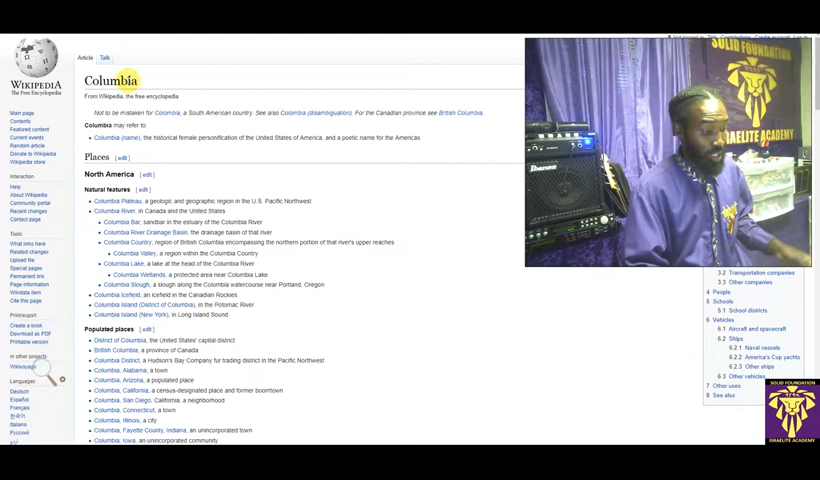 WIKIPEDIA
The Free Encyclopedia
Main page
Contents
Featured content
Current events
Random article
Donate to Wikipedia
Wikipedia store
Interaction
Help
About Wikipedia
Community portal
Recent changes
Contact page
Tools
What links here
Related changes
Upload file
Special pages
Permanent link
Page information
Wikidata item
Cite this page
Print/export
Create a book
Download as PDF
Printable version
In other projects
Wikivoyage
Languages
Deutsch
Español
Français
한국어
Italiano
Русский
Article Talk
Columbia
From Wikipedia, the free encyclopedia
Not to be mistaken for Colombia, a South American country. See also Columbia (disambiguation). For the Canadian province see British Columbia.
Columbia may refer to:
Columbia (name), the historical female personification of the United States of America, and a poetic name for the Americas
Places [ edit ]
North America [ edit ]
Natural features [ edit ]
Columbia Plateau, a geologic and geographic region in the U.S. Pacific Northwest
Columbia River, in Canada and the United States
Columbia Bar, sandbar in the estuary of the Columbia River
Columbia River Drainage Basin, the drainage basin of that river
Columbia Country, region of British Columbia encompassing the northern portion of that river's upper reaches
Columbia Valley, a region within the Columbia Country
Columbia Lake, a lake at the head of the Columbia River
Columbia Wetlands, a protected area near Columbia Lake
Columbia Slough, a slough along the Columbia watercourse near Portland, Oregon
Columbia Icefield, an icefield in the Canadian Rockies
Columbia Island (District of Columbia), in the Potomac River
Columbia Island (New York), in Long Island Sound
Populated places [ edit ]
District of Columbia, the United States' capital district
British Columbia, a province of Canada
Columbia District, a Hudson's Bay Company fur trading district in the Pacific Northwest
Columbia, Alabama, a town
Columbia, Arizona, a populated place
Columbia, California, a census-designated place and former boomtown
Columbia, San Diego, California, a neighborhood
Columbia, Connecticut, a town
Columbia, Illinois, a city
Columbia, Fayette County, Indiana, an unincorporated town
Columbia, Iowa, an unincorporated community
SOLID FOUNDATION
ISRAELITE ACADEMY
Ibanez
3.2 Transportation companies
3.3 Other companies
4 People
5 Schools
5.1 School districts
6 Vehicles
6.1 Aircraft and spacecraft
6.2 Ships
6.2.1 Naval vessels
6.2.2 America's Cup yachts
6.2.3 Other ships
6.3 Other vehicles
7 Other uses
8 See also
SOLID FOUNDATION
ISRAELITE ACADEMY